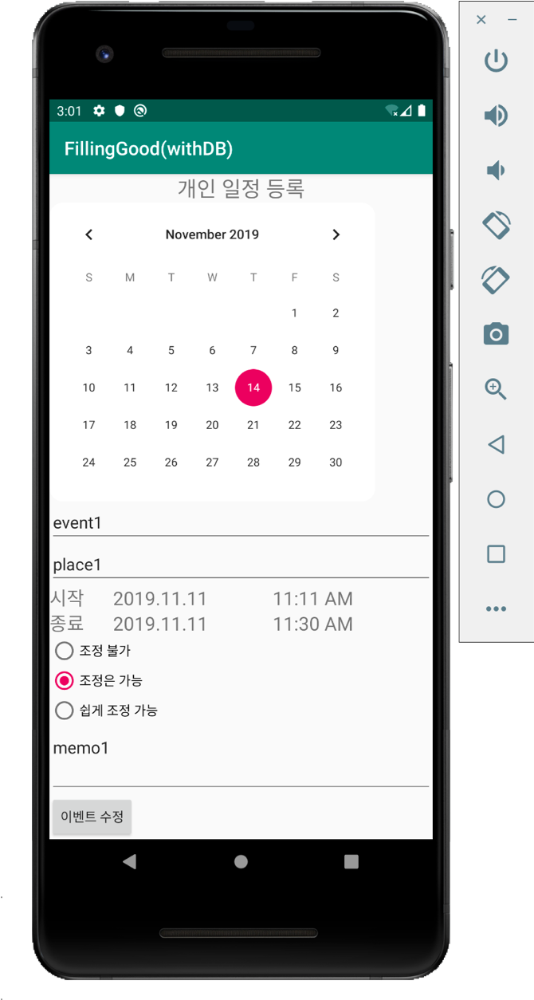 3:01
FillingGood(withDB)
개인 일정 등록
November 2019
S M T W T F S
1 2
3 4 5 6 7 8 9
10 11 12 13 14 15 16
17 18 19 20 21 22 23
24 25 26 27 28 29 30
event1
place1
시작 2019.11.11 11:11 AM
종료 2019.11.11 11:30 AM
조정 불가
조정은 가능
쉽게 조정 가능
memo1
이벤트 수정